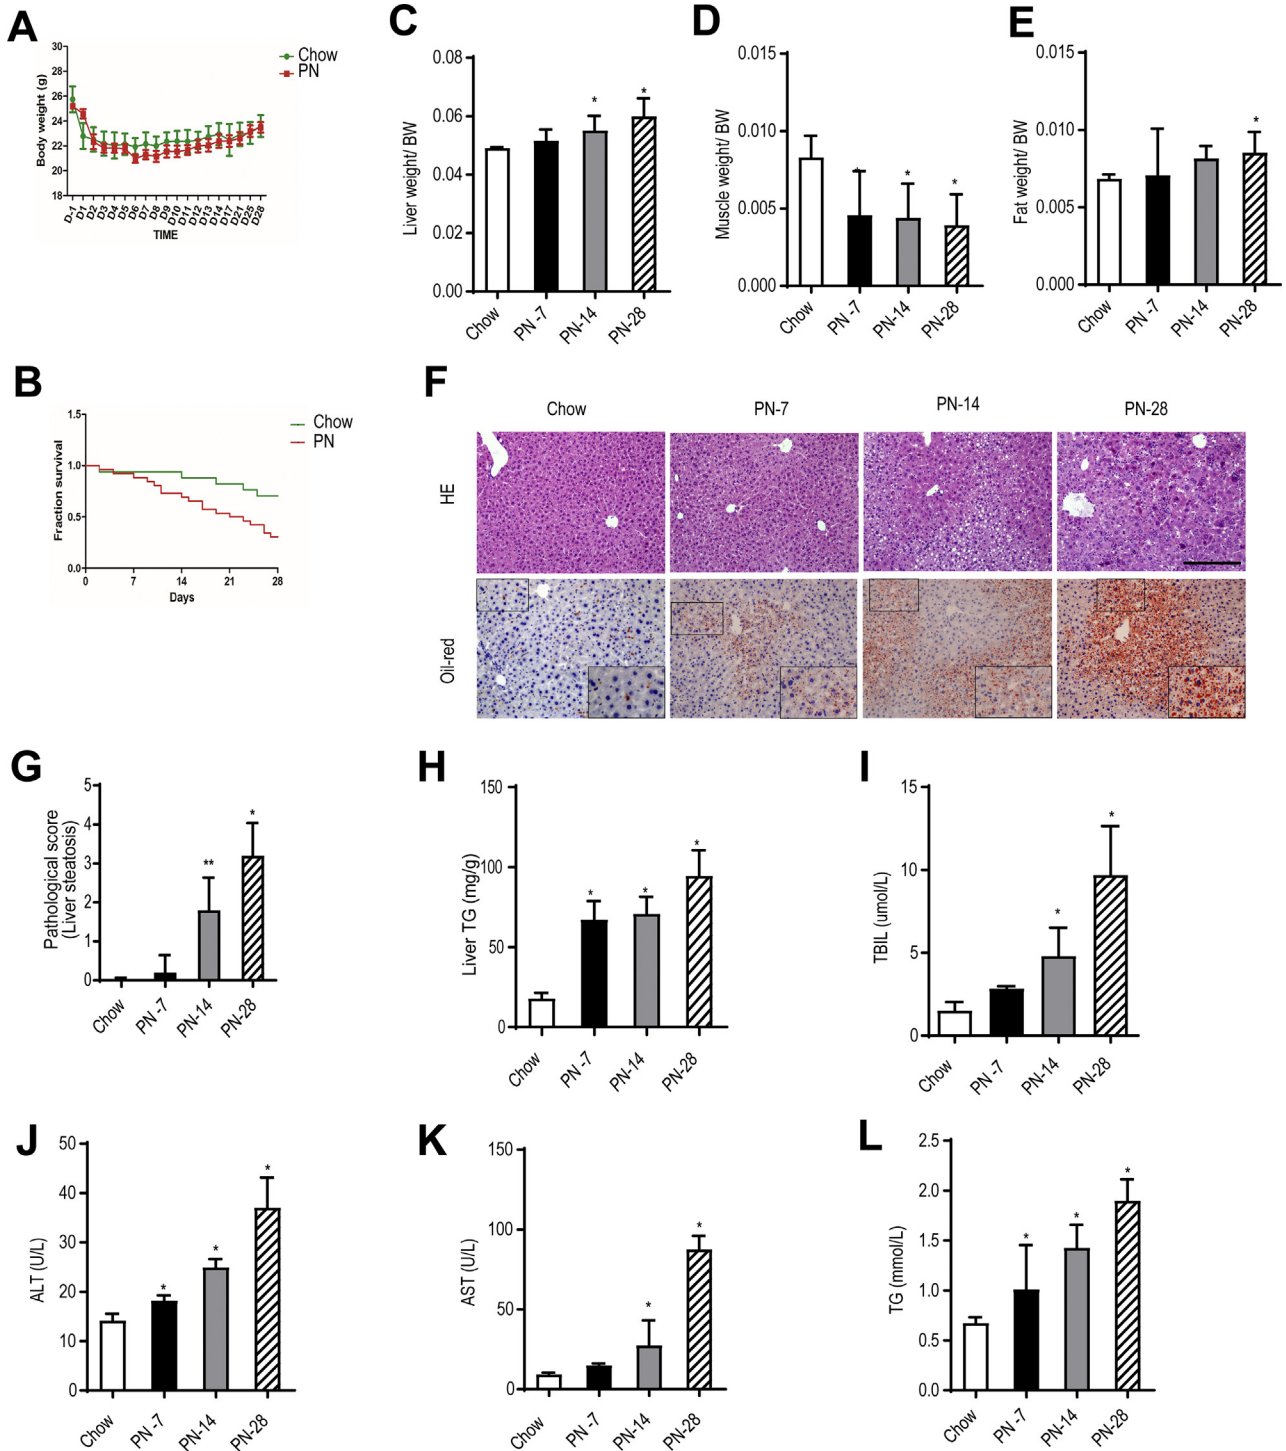 A
30
28
26
24
22
20
18
Body weight (g)
D-1
D1
D2
D3
D4
D5
D6
D7
D8
D9
D10
D11
D12
D13
D14
D17
D21
D25
D28
TIME
Chow
PN
C
0.08
0.06
0.04
0.02
0.00
Liver weight/ BW
* *
Chow
PN -7
PN-14
PN-28
D
0.015
0.010
0.005
0.000
Muscle weight/ BW
* * *
Chow
PN -7
PN-14
PN-28
E
0.015
0.010
0.005
0.000
Fat weight/ BW
*
Chow
PN -7
PN-14
PN-28
B
1.5
1.0
0.5
0.0
Fraction survival
0 7 14 21 28
Days
Chow
PN
F
Chow PN-7 PN-14 PN-28
HE
Oil-red
G
5
4
3
2
1
0
Pathological score
(Liver steatosis)
** *
Chow
PN -7
PN-14
PN-28
H
150
100
50
0
Liver TG (mg/g)
* * *
Chow
PN -7
PN-14
PN-28
I
15
10
5
0
TBIL (umol/L)
* *
Chow
PN -7
PN-14
PN-28
J
50
40
30
20
10
0
ALT (U/L)
* * *
Chow
PN -7
PN-14
PN-28
K
150
100
50
0
AST (U/L)
* *
Chow
PN -7
PN-14
PN-28
L
2.5
2.0
1.5
1.0
0.5
0.0
TG (mmol/L)
* * *
Chow
PN -7
PN-14
PN-28